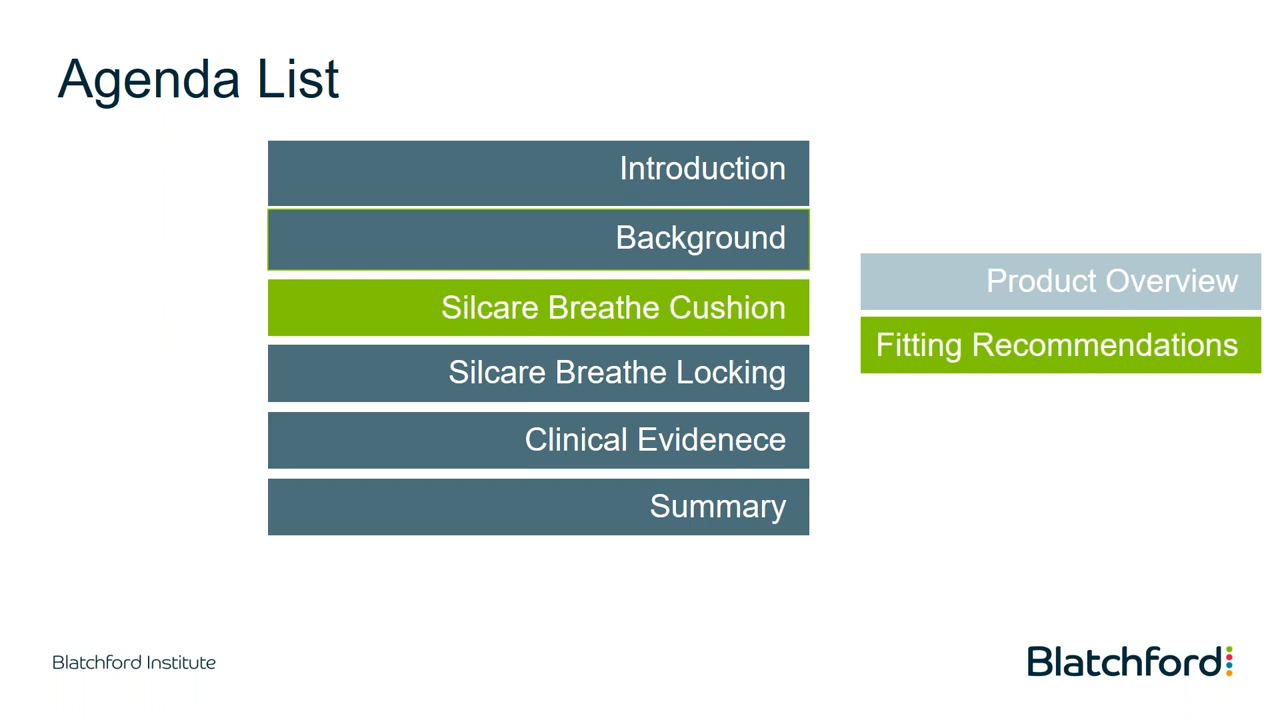 Agenda List
Introduction
Background
Silcare Breathe Cushion
Silcare Breathe Locking
Clinical Evidenece
Summary
Product Overview
Fitting Recommendations
Blatchford Institute
Blatchford